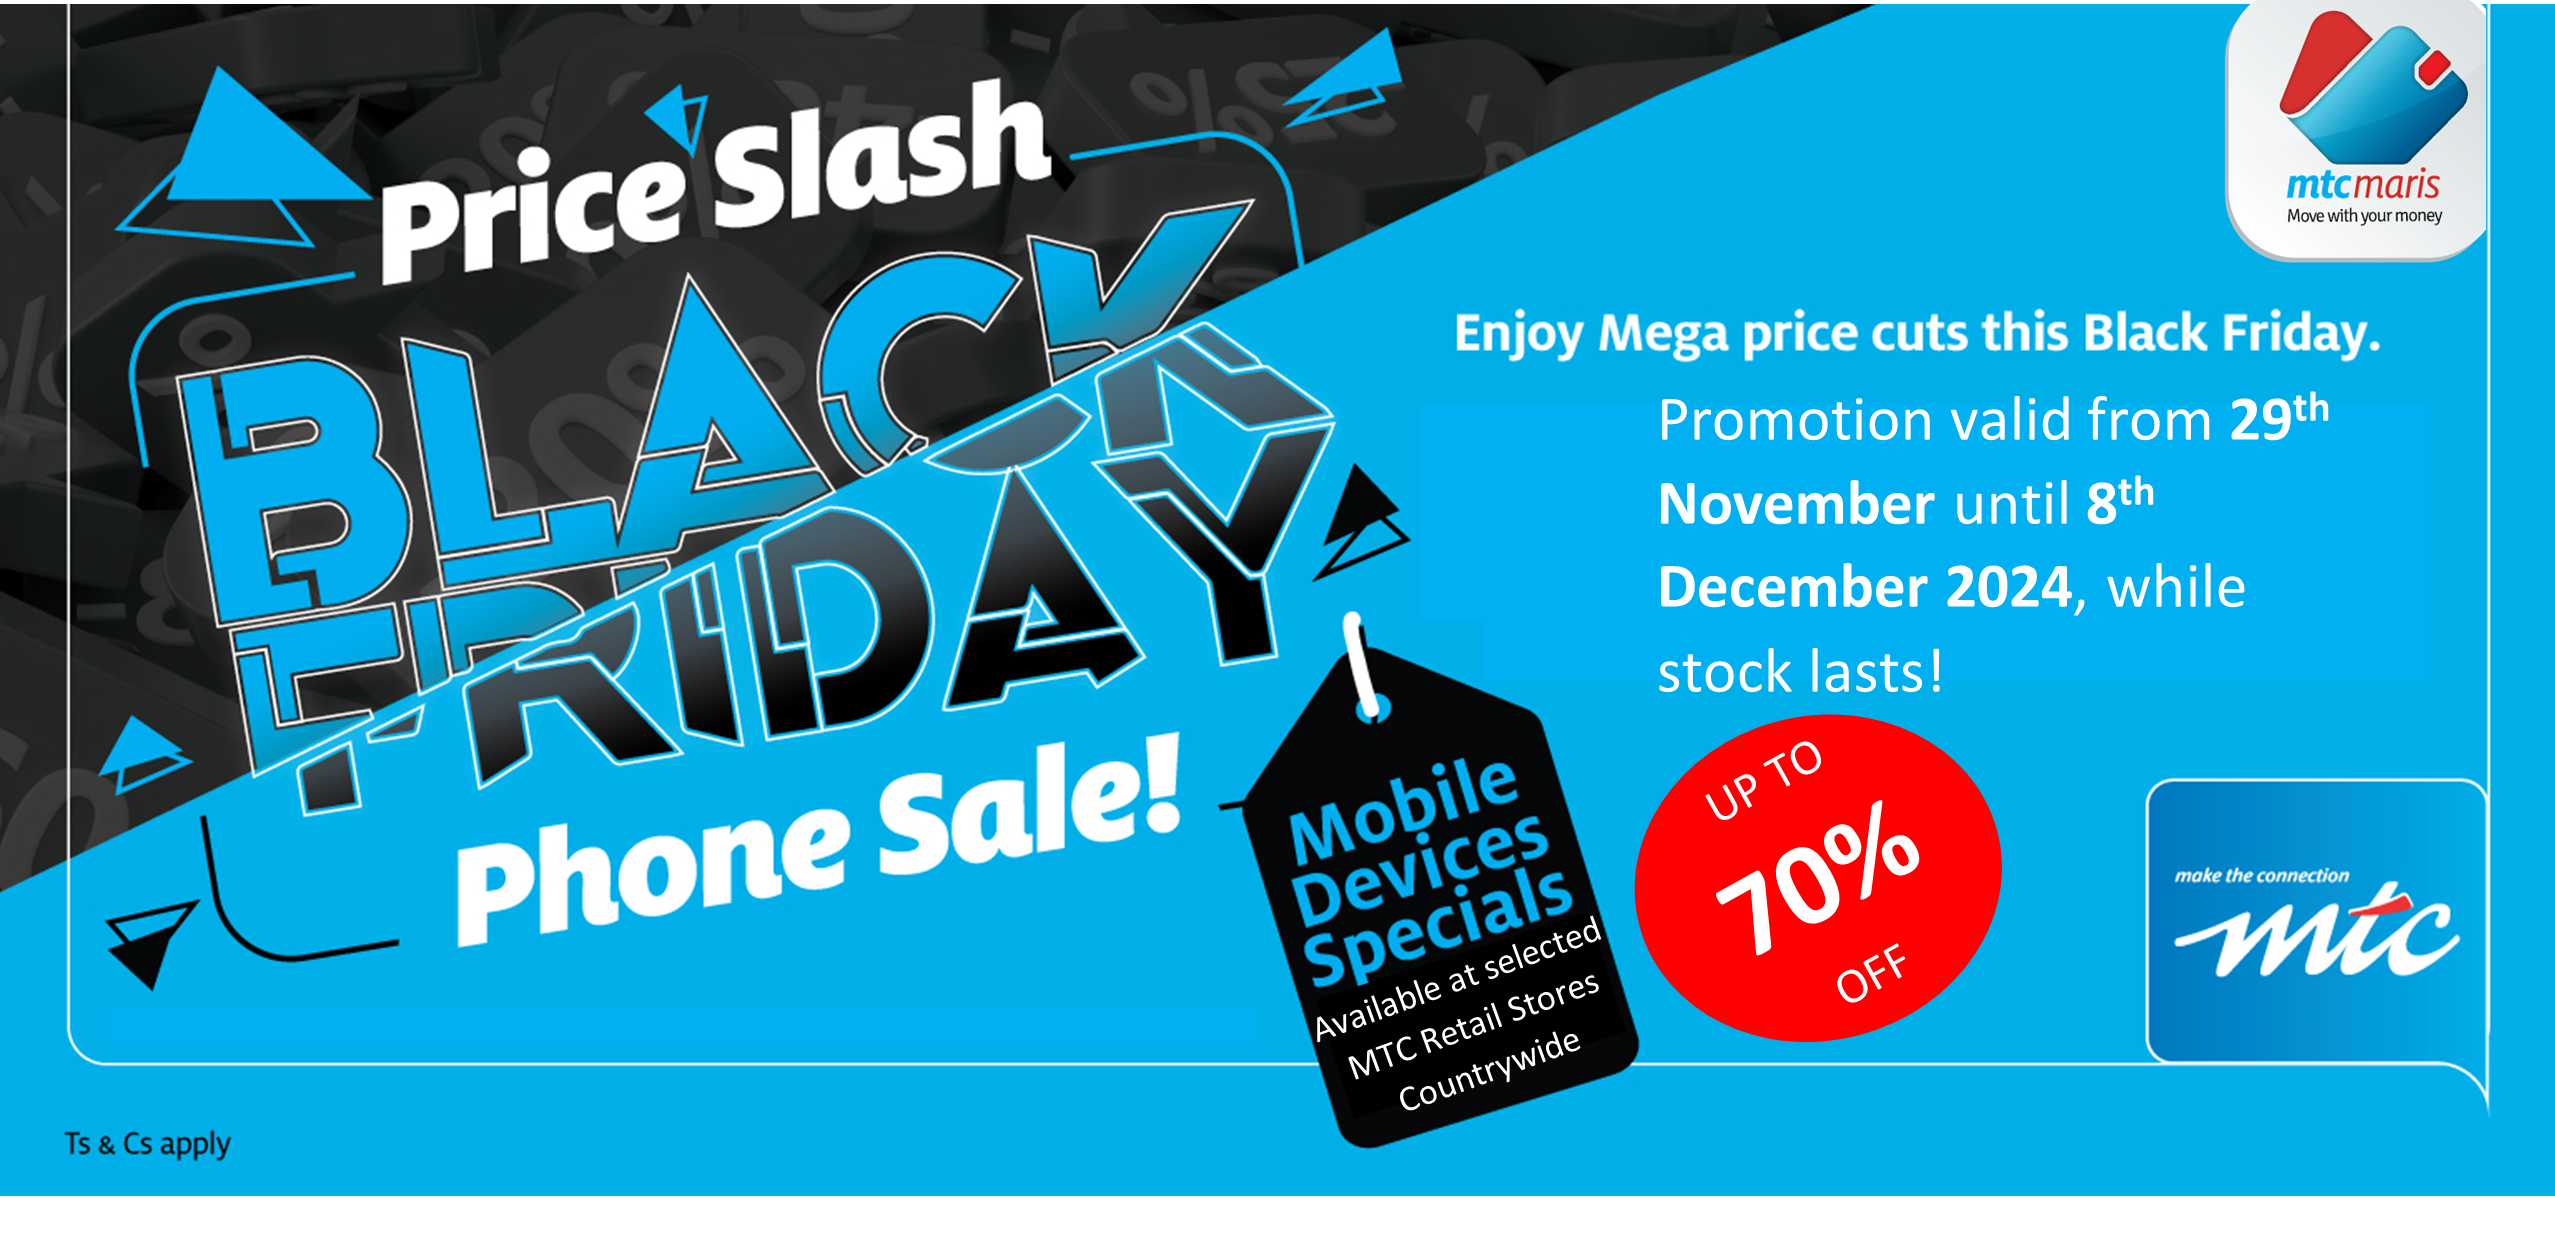 Price Slash
BLACK
FRIDAY
Phone Sale!
mtcmaris
Move with your money
Enjoy Mega price cuts this Black Friday.
Promotion valid from 29th
November until 8th
December 2024, while
stock lasts!
Mobile
Devices
Specials
Available at selected
MTC Retail Stores
Countrywide
UP TO
70%
OFF
make the connection
mtc
Ts & Cs apply
25%